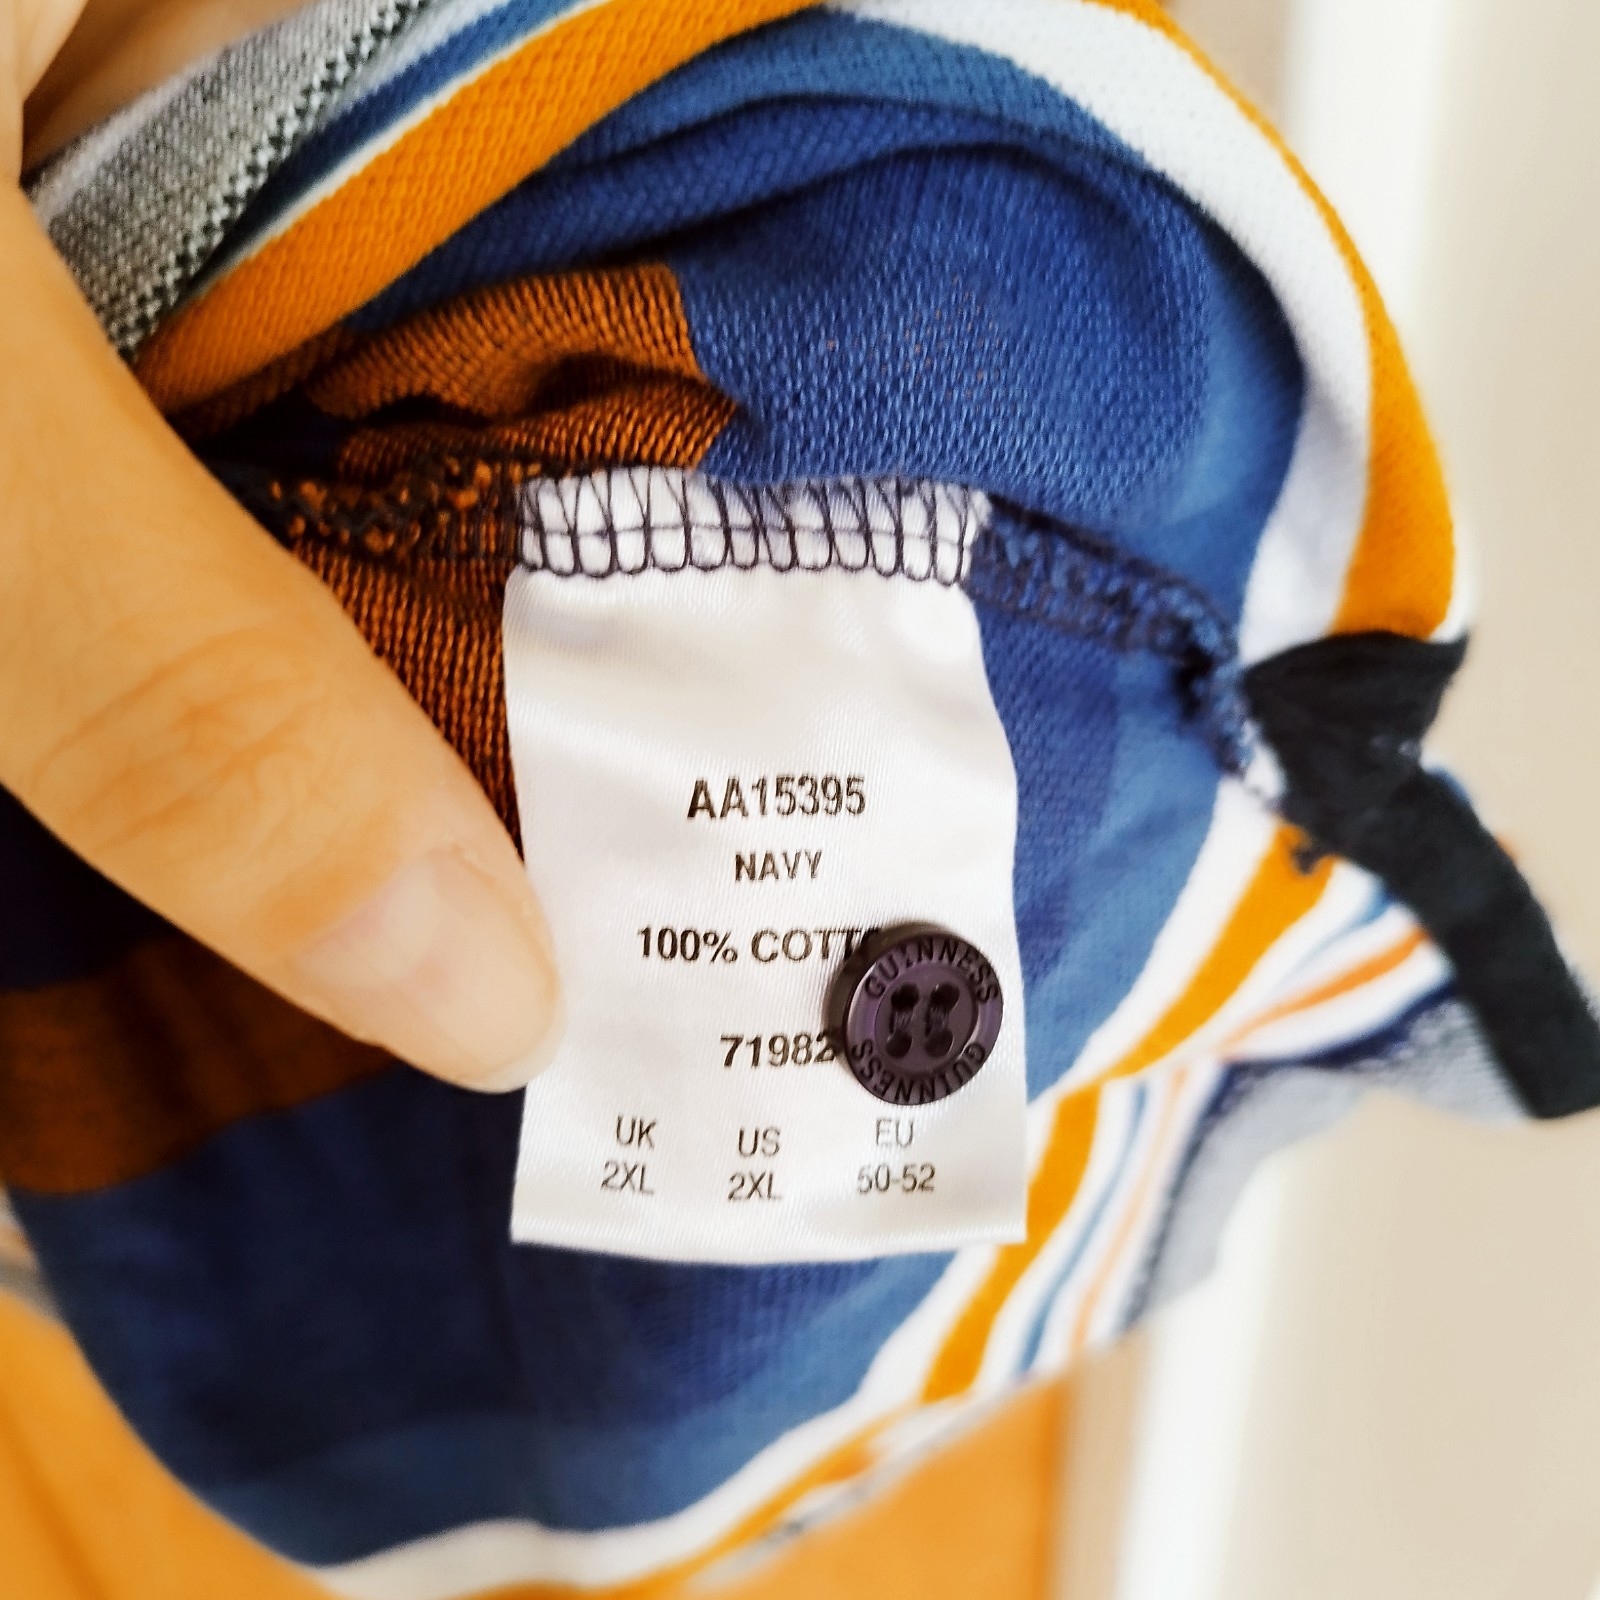 AA15395
NAVY
100% COTT
71982
GUINNESS
GUINNESS
UK US EU
2XL 2XL 50-52